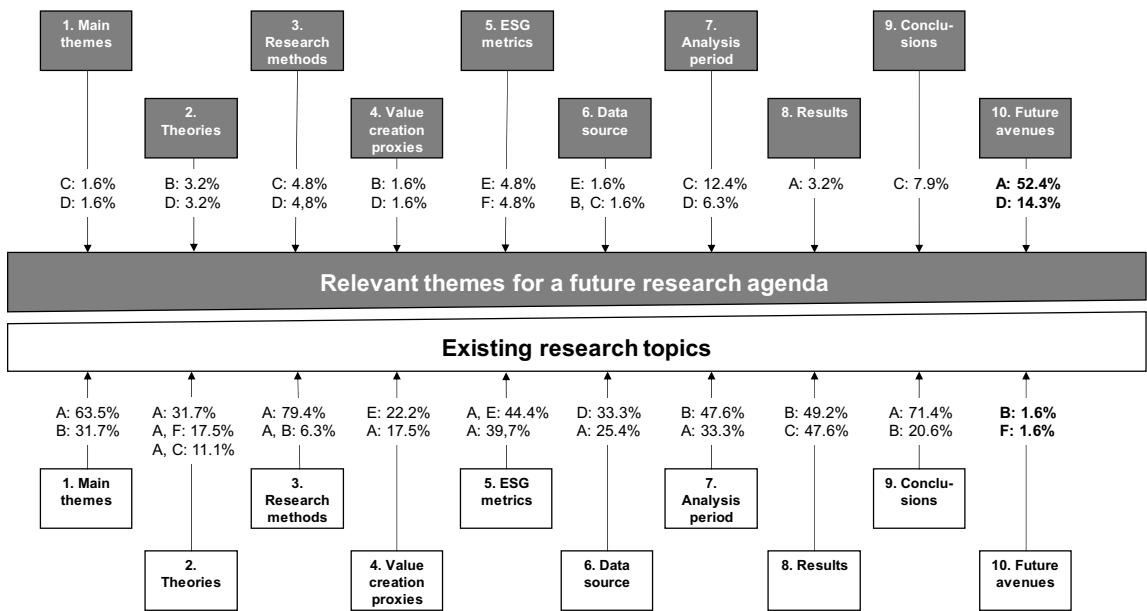 1. Main
themes
3.
Research
methods
5. ESG
metrics
7.
Analysis
period
9. Conclu-
sions
2.
Theories
4. Value
creation
proxies
6. Data
source
8. Results
10. Future
avenues
C: 1.6%
D: 1.6%
B: 3.2%
D: 3.2%
C: 4.8%
D: 4,8%
B: 1.6%
D: 1.6%
E: 4.8%
F: 4.8%
E: 1.6%
B, C: 1.6%
C: 12.4%
D: 6.3%
A: 3.2%
C: 7.9%
A: 52.4%
D: 14.3%
Relevant themes for a future research agenda
Existing research topics
A: 63.5%
B: 31.7%
A: 31.7%
A, F: 17.5%
A, C: 11.1%
A: 79.4%
A, B: 6.3%
E: 22.2%
A: 17.5%
A, E: 44.4%
A: 39,7%
D: 33.3%
A: 25.4%
B: 47.6%
A: 33.3%
B: 49.2%
C: 47.6%
A: 71.4%
B: 20.6%
B: 1.6%
F: 1.6%
1. Main
themes
3.
Research
methods
5. ESG
metrics
7.
Analysis
period
9. Conclu-
sions
2.
Theories
4. Value
creation
proxies
6. Data
source
8. Results
10. Future
avenues